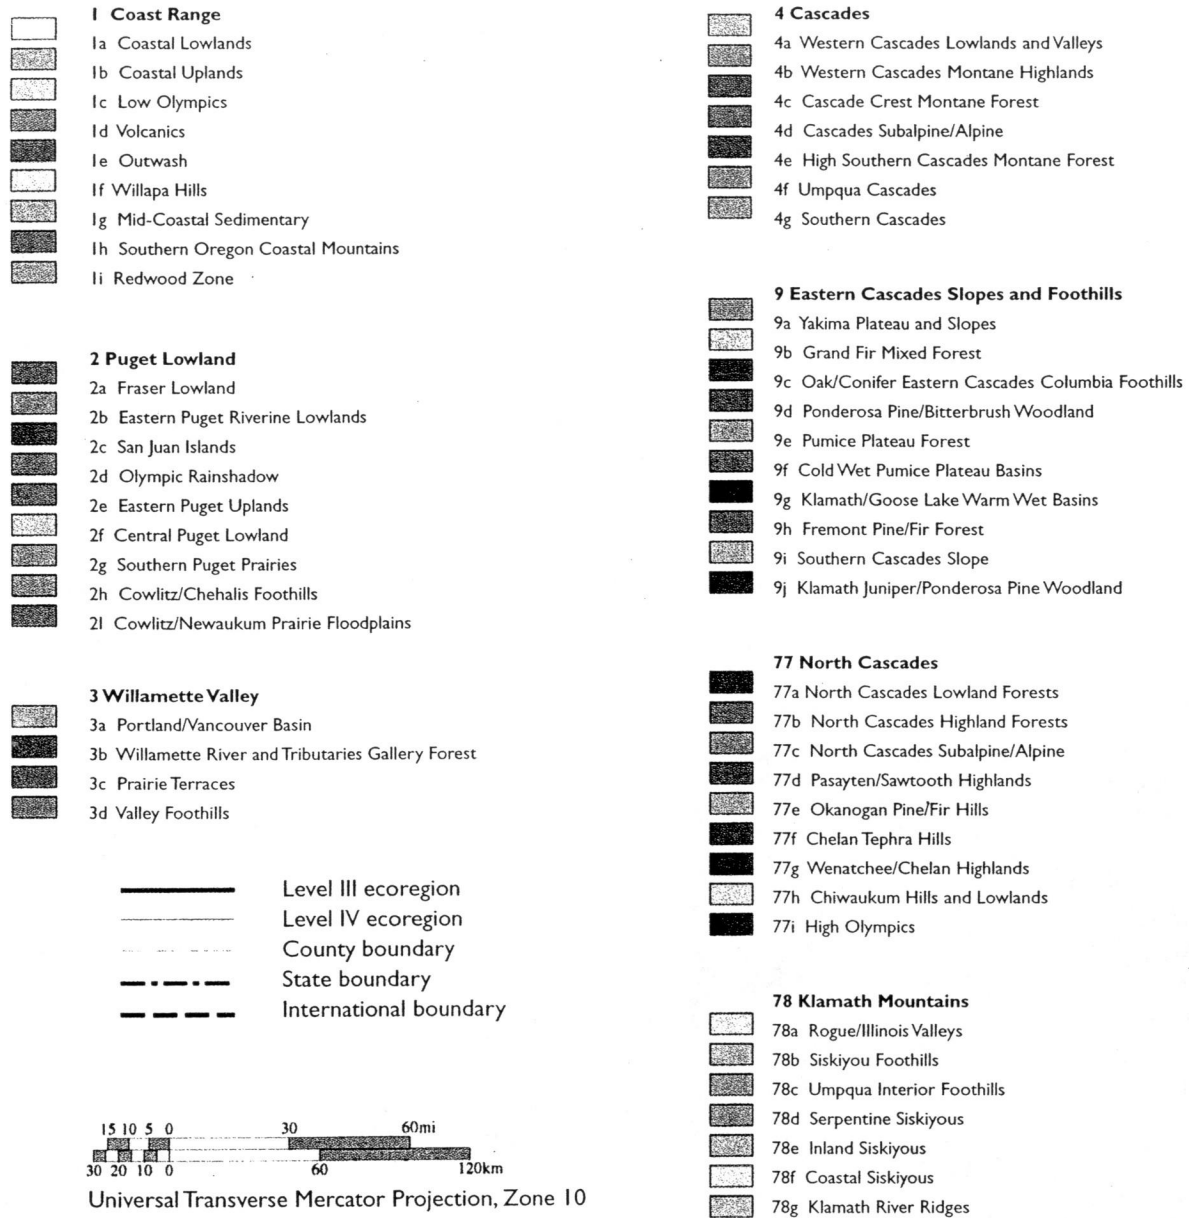 1 Coast Range
1a Coastal Lowlands
1b Coastal Uplands
1c Low Olympics
1d Volcanics
1e Outwash
1f Willapa Hills
1g Mid-Coastal Sedimentary
1h Southern Oregon Coastal Mountains
1i Redwood Zone
2 Puget Lowland
2a Fraser Lowland
2b Eastern Puget Riverine Lowlands
2c San Juan Islands
2d Olympic Rainshadow
2e Eastern Puget Uplands
2f Central Puget Lowland
2g Southern Puget Prairies
2h Cowlitz/Chehalis Foothills
2l Cowlitz/Newaukum Prairie Floodplains
3 Willamette Valley
3a Portland/Vancouver Basin
3b Willamette River and Tributaries Gallery Forest
3c Prairie Terraces
3d Valley Foothills
Level III ecoregion
Level IV ecoregion
County boundary
State boundary
International boundary
15 10 5 0 30 60mi
30 20 10 0 60 120km
Universal Transverse Mercator Projection, Zone 10
4 Cascades
4a Western Cascades Lowlands and Valleys
4b Western Cascades Montane Highlands
4c Cascade Crest Montane Forest
4d Cascades Subalpine/Alpine
4e High Southern Cascades Montane Forest
4f Umpqua Cascades
4g Southern Cascades
9 Eastern Cascades Slopes and Foothills
9a Yakima Plateau and Slopes
9b Grand Fir Mixed Forest
9c Oak/Conifer Eastern Cascades Columbia Foothills
9d Ponderosa Pine/Bitterbrush Woodland
9e Pumice Plateau Forest
9f Cold Wet Pumice Plateau Basins
9g Klamath/Goose Lake Warm Wet Basins
9h Fremont Pine/Fir Forest
9i Southern Cascades Slope
9j Klamath Juniper/Ponderosa Pine Woodland
77 North Cascades
77a North Cascades Lowland Forests
77b North Cascades Highland Forests
77c North Cascades Subalpine/Alpine
77d Pasayten/Sawtooth Highlands
77e Okanogan Pine/Fir Hills
77f Chelan Tephra Hills
77g Wenatchee/Chelan Highlands
77h Chiwaukum Hills and Lowlands
77i High Olympics
78 Klamath Mountains
78a Rogue/Illinois Valleys
78b Siskiyou Foothills
78c Umpqua Interior Foothills
78d Serpentine Siskiyous
78e Inland Siskiyous
78f Coastal Siskiyous
78g Klamath River Ridges